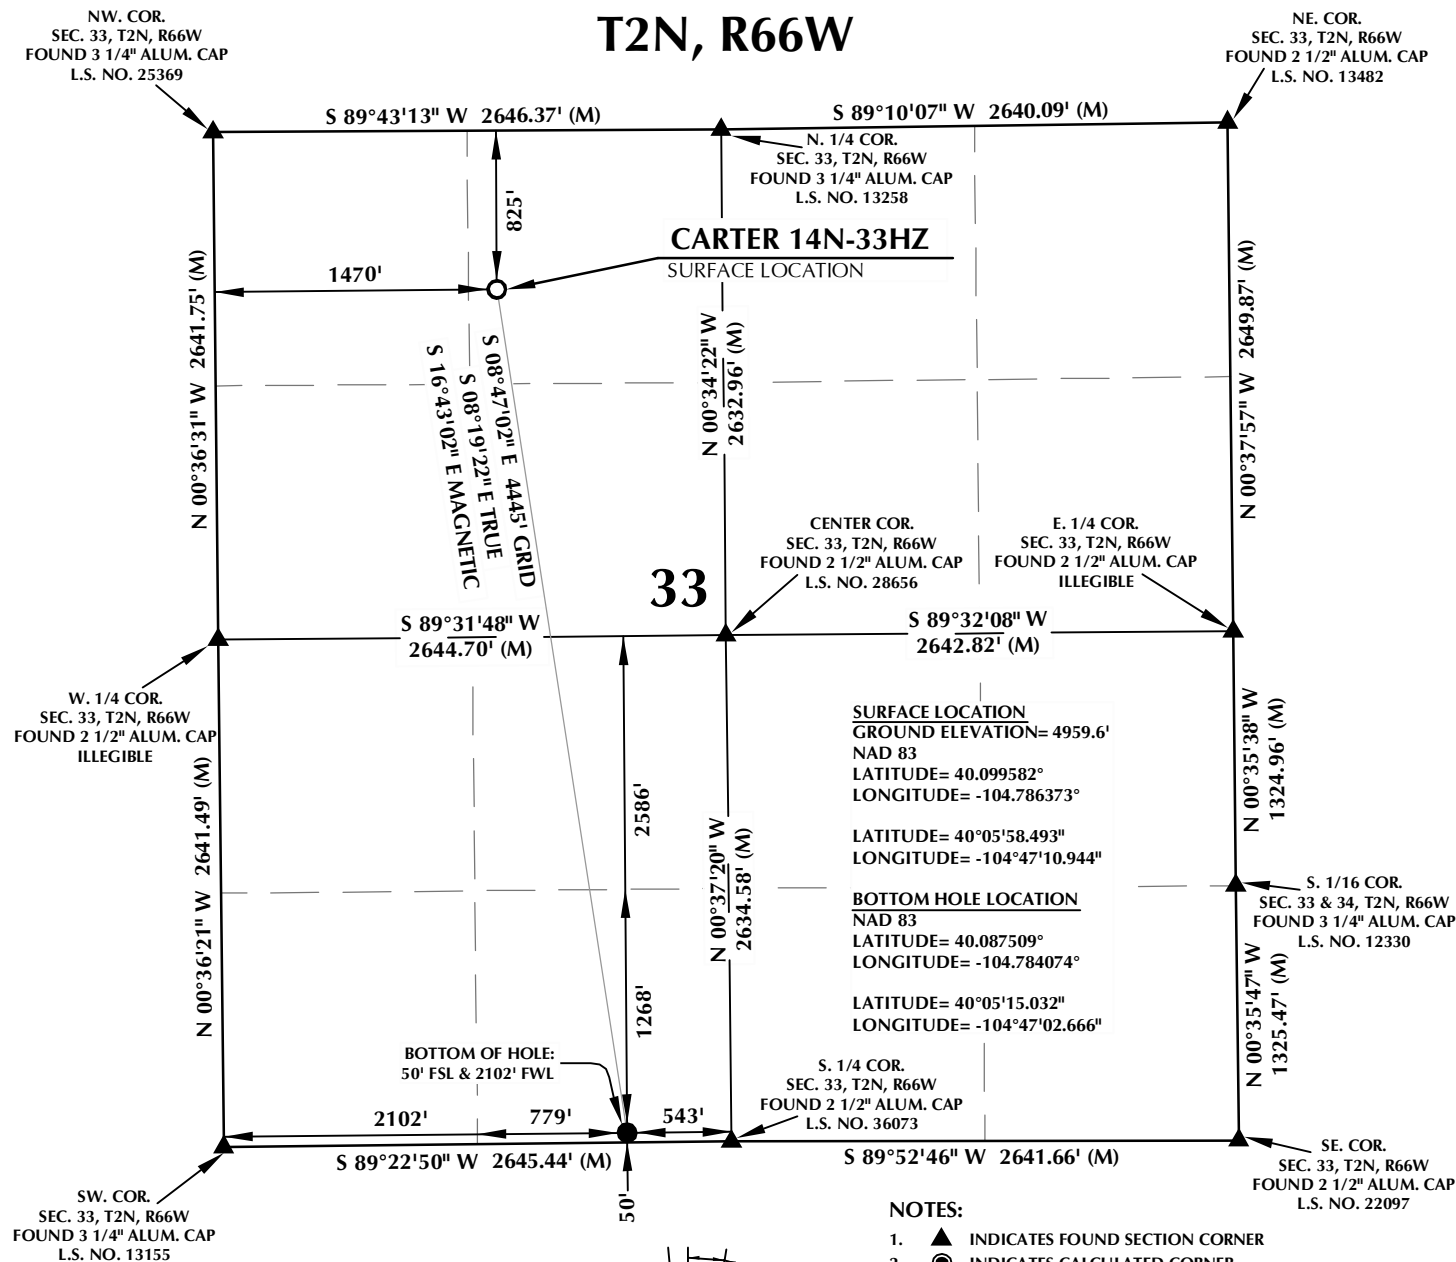 T2N, R66W
NW. COR.
SEC. 33, T2N, R66W
FOUND 3 1/4" ALUM. CAP
L.S. NO. 25369
NE. COR.
SEC. 33, T2N, R66W
FOUND 2 1/2" ALUM. CAP
L.S. NO. 13482
S 89°43'13" W 2646.37' (M)
S 89°10'07" W 2640.09' (M)
N. 1/4 COR.
SEC. 33, T2N, R66W
FOUND 3 1/4" ALUM. CAP
L.S. NO. 13258
825'
CARTER 14N-33HZ
SURFACE LOCATION
1470'
N 00°36'31" W 2641.75' (M)
S 08°47'02" E 4445' GRID
S 08°19'22" E TRUE
S 16°43'02" E MAGNETIC
N 00°34'22" W
2632.96' (M)
N 00°37'57" W 2649.87' (M)
CENTER COR.
SEC. 33, T2N, R66W
FOUND 2 1/2" ALUM. CAP
L.S. NO. 28656
E. 1/4 COR.
SEC. 33, T2N, R66W
FOUND 2 1/2" ALUM. CAP
ILLEGIBLE
33
S 89°31'48" W
2644.70' (M)
S 89°32'08" W
2642.82' (M)
W. 1/4 COR.
SEC. 33, T2N, R66W
FOUND 2 1/2" ALUM. CAP
ILLEGIBLE
SURFACE LOCATION
GROUND ELEVATION= 4959.6'
NAD 83
LATITUDE= 40.099582°
LONGITUDE= -104.786373°
LATITUDE= 40°05'58.493"
LONGITUDE= -104°47'10.944"
BOTTOM HOLE LOCATION
NAD 83
LATITUDE= 40.087509°
LONGITUDE= -104.784074°
LATITUDE= 40°05'15.032"
LONGITUDE= -104°47'02.666"
N 00°35'38" W
1324.96' (M)
2586'
N 00°37'20" W
2634.58' (M)
N 00°36'21" W 2641.49' (M)
S. 1/16 COR.
SEC. 33 & 34, T2N, R66W
FOUND 3 1/4" ALUM. CAP
L.S. NO. 12330
1268'
N 00°35'47" W
1325.47' (M)
BOTTOM OF HOLE:
50' FSL & 2102' FWL
S. 1/4 COR.
SEC. 33, T2N, R66W
FOUND 2 1/2" ALUM. CAP
L.S. NO. 36073
2102'
779'
543'
S 89°22'50" W 2645.44' (M)
S 89°52'46" W 2641.66' (M)
SE. COR.
SEC. 33, T2N, R66W
FOUND 2 1/2" ALUM. CAP
L.S. NO. 22097
SW. COR.
SEC. 33, T2N, R66W
FOUND 3 1/4" ALUM. CAP
L.S. NO. 13155
50'
NOTES:
1. INDICATES FOUND SECTION CORNER
2. INDICATES CALCULATED CORNER